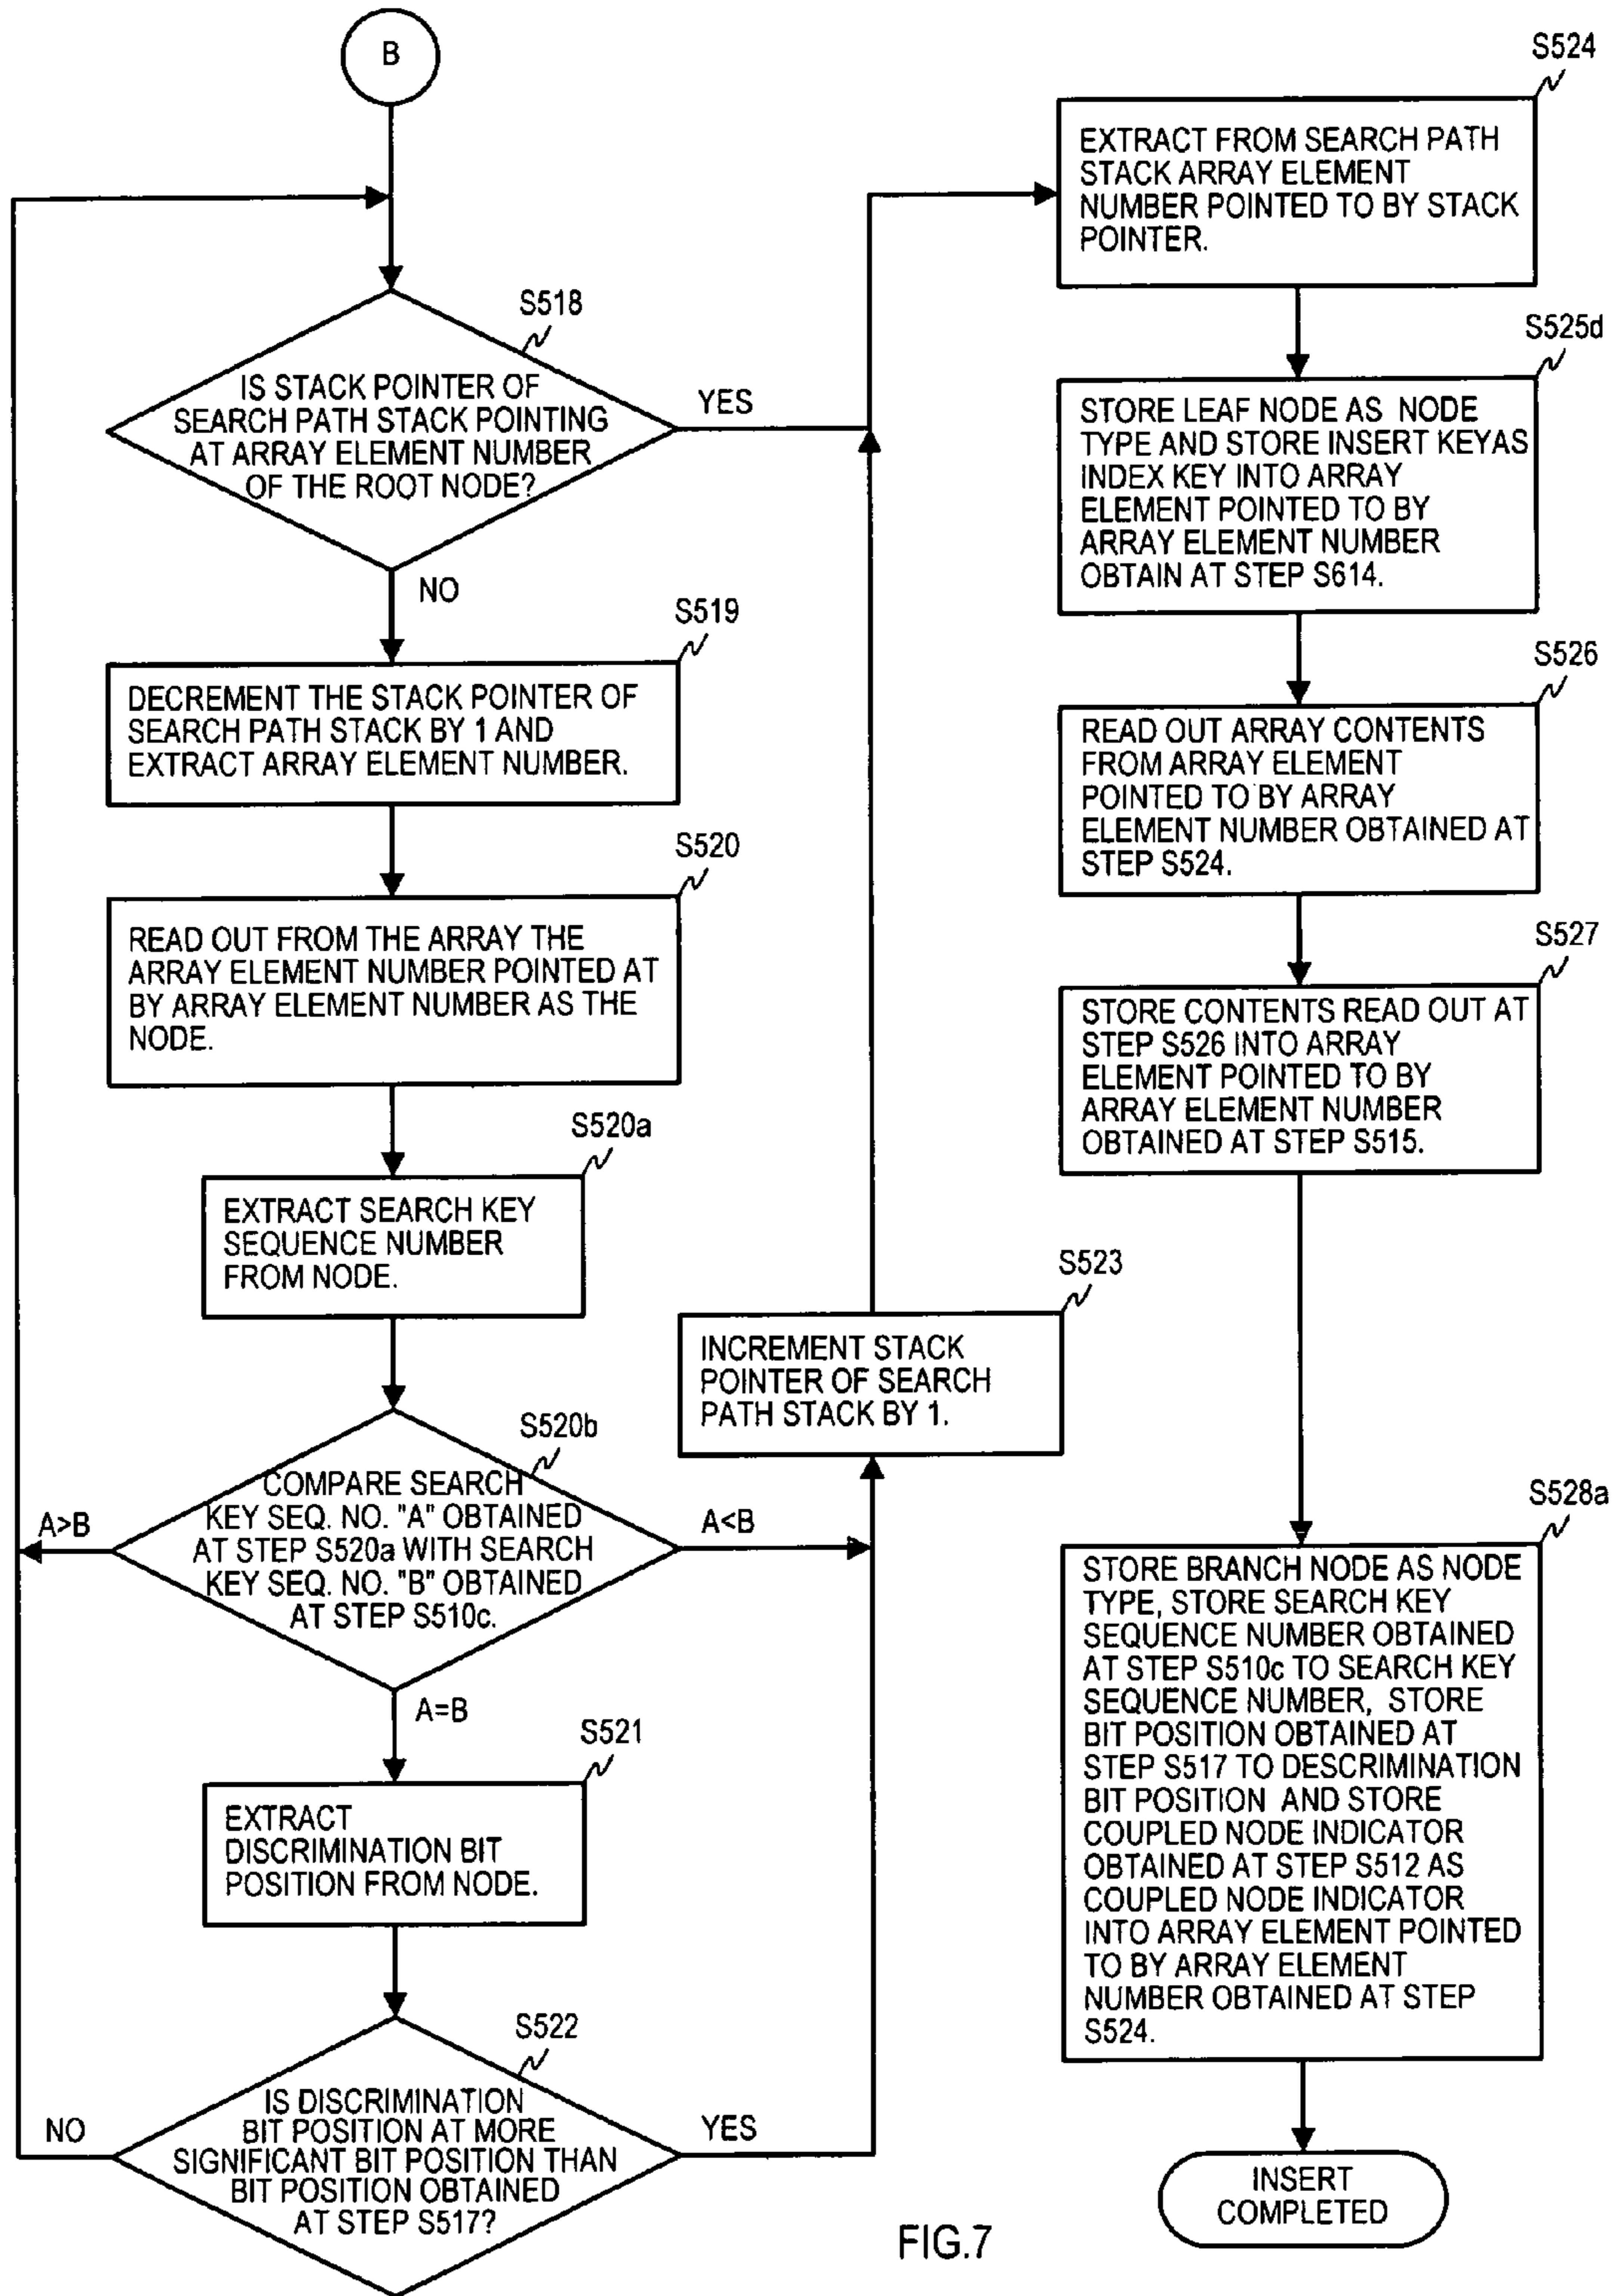 B
S518
IS STACK POINTER OF
SEARCH PATH STACK POINTING
AT ARRAY ELEMENT NUMBER
OF THE ROOT NODE?
YES
NO
S519
DECREMENT THE STACK POINTER OF
SEARCH PATH STACK BY 1 AND
EXTRACT ARRAY ELEMENT NUMBER.
S520
READ OUT FROM THE ARRAY THE
ARRAY ELEMENT NUMBER POINTED AT
BY ARRAY ELEMENT NUMBER AS THE
NODE.
S520a
EXTRACT SEARCH KEY
SEQUENCE NUMBER
FROM NODE.
S520b
COMPARE SEARCH
KEY SEQ. NO. "A" OBTAINED
AT STEP S520a WITH SEARCH
KEY SEQ. NO. "B" OBTAINED
AT STEP S510c.
A>B
A<B
A=B
S521
EXTRACT
DISCRIMINATION BIT
POSITION FROM NODE.
S522
IS DISCRIMINATION
BIT POSITION AT MORE
SIGNIFICANT BIT POSITION THAN
BIT POSITION OBTAINED
AT STEP S517?
NO
YES
S523
INCREMENT STACK
POINTER OF SEARCH
PATH STACK BY 1.
S524
EXTRACT FROM SEARCH PATH
STACK ARRAY ELEMENT
NUMBER POINTED TO BY STACK
POINTER.
S525d
STORE LEAF NODE AS NODE
TYPE AND STORE INSERT KEYAS
INDEX KEY INTO ARRAY
ELEMENT POINTED TO BY
ARRAY ELEMENT NUMBER
OBTAIN AT STEP S614.
S526
READ OUT ARRAY CONTENTS
FROM ARRAY ELEMENT
POINTED TO BY ARRAY
ELEMENT NUMBER OBTAINED AT
STEP S524.
S527
STORE CONTENTS READ OUT AT
STEP S526 INTO ARRAY
ELEMENT POINTED TO BY
ARRAY ELEMENT NUMBER
OBTAINED AT STEP S515.
S528a
STORE BRANCH NODE AS NODE
TYPE, STORE SEARCH KEY
SEQUENCE NUMBER OBTAINED
AT STEP S510c TO SEARCH KEY
SEQUENCE NUMBER, STORE
BIT POSITION OBTAINED AT
STEP S517 TO DESCRIMINATION
BIT POSITION AND STORE
COUPLED NODE INDICATOR
OBTAINED AT STEP S512 AS
COUPLED NODE INDICATOR
INTO ARRAY ELEMENT POINTED
TO BY ARRAY ELEMENT
NUMBER OBTAINED AT STEP
S524.
INSERT
COMPLETED
FIG.7